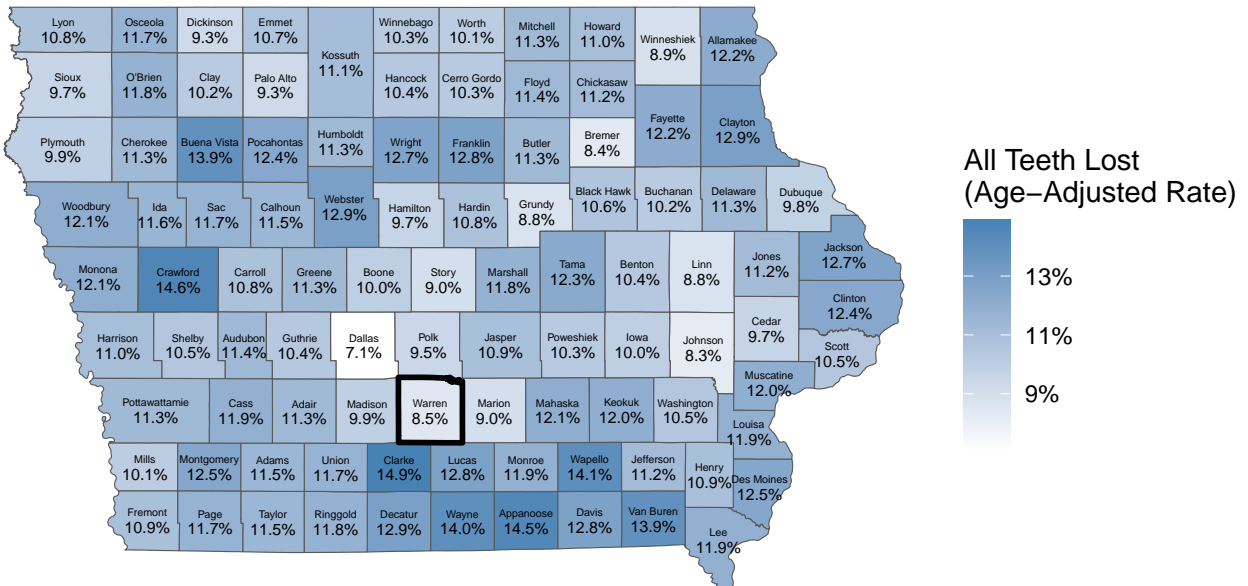 Lyon
10.8%
Osceola
11.7%
Dickinson
9.3%
Emmet
10.7%
Kossuth
11.1%
Winnebago
10.3%
Worth
10.1%
Mitchell
11.3%
Howard
11.0%
Winneshiek
8.9%
Allamakee
12.2%
Sioux
9.7%
O'Brien
11.8%
Clay
10.2%
Palo Alto
9.3%
Hancock
10.4%
Cerro Gordo
10.3%
Floyd
11.4%
Chickasaw
11.2%
Fayette
12.2%
Clayton
12.9%
Plymouth
9.9%
Cherokee
11.3%
Buena Vista
13.9%
Pocahontas
12.4%
Humboldt
11.3%
Wright
12.7%
Franklin
12.8%
Butler
11.3%
Bremer
8.4%
Woodbury
12.1%
Ida
11.6%
Sac
11.7%
Calhoun
11.5%
Webster
12.9%
Hamilton
9.7%
Hardin
10.8%
Grundy
8.8%
Black Hawk
10.6%
Buchanan
10.2%
Delaware
11.3%
Dubuque
9.8%
Monona
12.1%
Crawford
14.6%
Carroll
10.8%
Greene
11.3%
Boone
10.0%
Story
9.0%
Marshall
11.8%
Tama
12.3%
Benton
10.4%
Linn
8.8%
Jones
11.2%
Jackson
12.7%
Clinton
12.4%
Harrison
11.0%
Shelby
10.5%
Audubon
11.4%
Guthrie
10.4%
Dallas
7.1%
Polk
9.5%
Jasper
10.9%
Poweshiek
10.3%
Iowa
10.0%
Johnson
8.3%
Cedar
9.7%
Scott
10.5%
Muscatine
12.0%
Pottawattamie
11.3%
Cass
11.9%
Adair
11.3%
Madison
9.9%
Warren
8.5%
Marion
9.0%
Mahaska
12.1%
Keokuk
12.0%
Washington
10.5%
Louisa
11.9%
Mills
10.1%
Montgomery
12.5%
Adams
11.5%
Union
11.7%
Clarke
14.9%
Lucas
12.8%
Monroe
11.9%
Wapello
14.1%
Jefferson
11.2%
Henry
10.9%
Des Moines
12.5%
Fremont
10.9%
Page
11.7%
Taylor
11.5%
Ringgold
11.8%
Decatur
12.9%
Wayne
14.0%
Appanoose
14.5%
Davis
12.8%
Van Buren
13.9%
Lee
11.9%
All Teeth Lost
(Age−Adjusted Rate)
13%
11%
9%